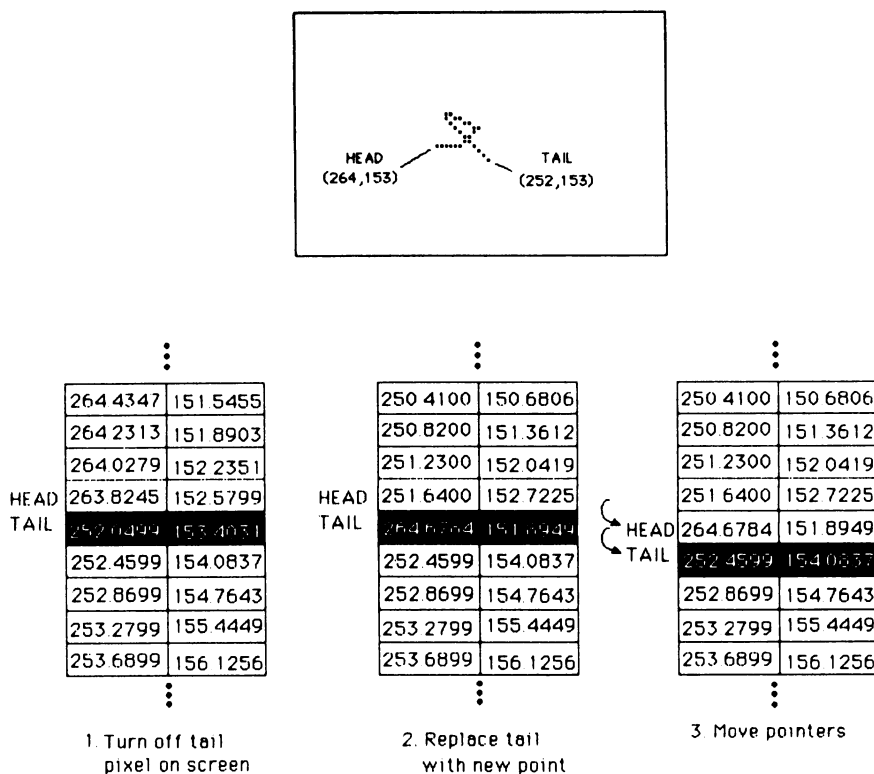 HEAD
(264,153)
TAIL
(252,153)
264.4347 151.5455
264.2313 151.8903
264.0279 152.2351
HEAD 263.8245 152.5799
TAIL 252.0499 153.4031
252.4599 154.0837
252.8699 154.7643
253.2799 155.4449
253.6899 156.1256
1. Turn off tail
pixel on screen
250.4100 150.6806
250.8200 151.3612
251.2300 152.0419
HEAD 251.6400 152.7225
TAIL 264.6784 151.8949
252.4599 154.0837
252.8699 154.7643
253.2799 155.4449
253.6899 156.1256
2. Replace tail
with new point
250.4100 150.6806
250.8200 151.3612
251.2300 152.0419
251.6400 152.7225
HEAD 264.6784 151.8949
TAIL 252.4599 154.0837
252.8699 154.7643
253.2799 155.4449
253.6899 156.1256
3. Move pointers